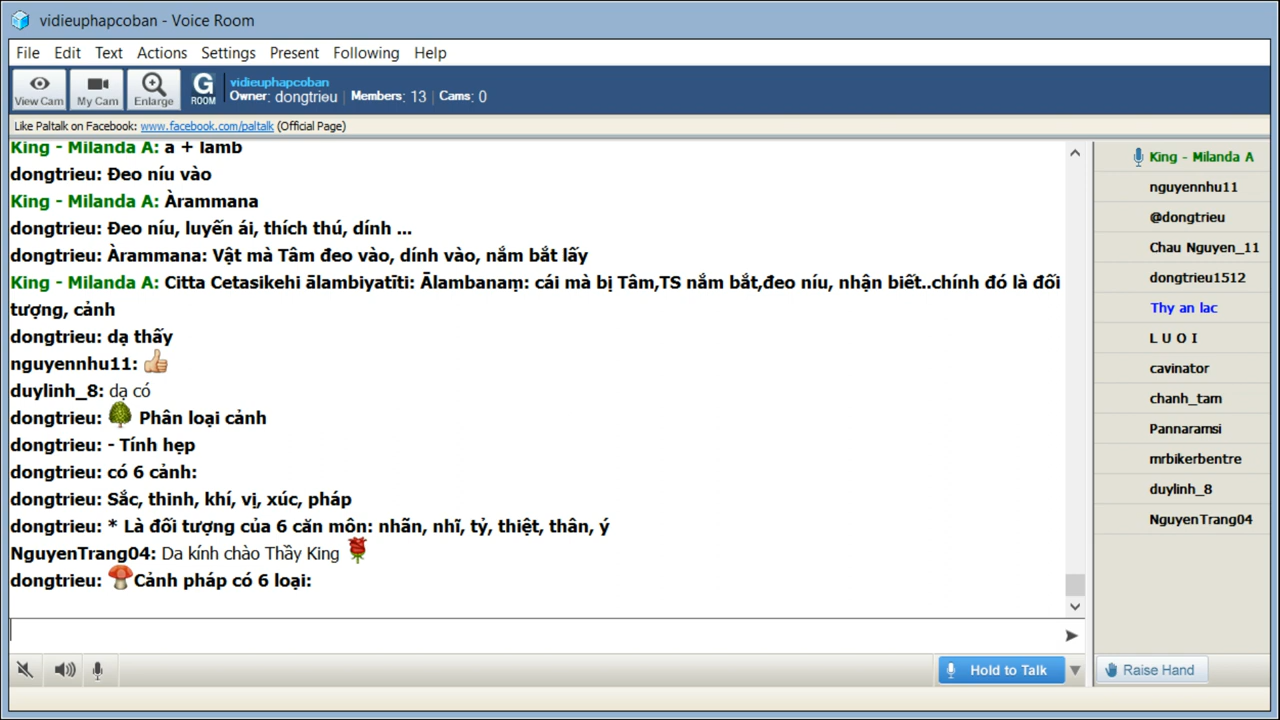 vidieuphapcoban - Voice Room
File Edit Text Actions Settings Present Following Help
View Cam My Cam Enlarge G ROOM vidieuphapcoban
Owner: dongtrieu | Members: 13 | Cams: 0
Like Paltalk on Facebook: www.facebook.com/paltalk (Official Page)
King - Milanda A: a + lamb
dongtrieu: Đeo níu vào
King - Milanda A: Àrammana
dongtrieu: Đeo níu, luyến ái, thích thú, dính ...
dongtrieu: Àrammana: Vật mà Tâm đeo vào, dính vào, nắm bắt lấy
King - Milanda A: Citta Cetasikehi ālambiyatīti: Ālambanaṃ: cái mà bị Tâm,TS nắm bắt,đeo níu, nhận biết..chính đó là đối
tượng, cảnh
dongtrieu: dạ thấy
nguyennhu11:
duylinh_8: dạ có
dongtrieu: Phân loại cảnh
dongtrieu: - Tính hẹp
dongtrieu: có 6 cảnh:
dongtrieu: Sắc, thinh, khí, vị, xúc, pháp
dongtrieu: * Là đối tượng của 6 căn môn: nhãn, nhĩ, tỷ, thiệt, thân, ý
NguyenTrang04: Da kính chào Thầy King
dongtrieu: Cảnh pháp có 6 loại:
King - Milanda A
nguyennhu11
@dongtrieu
Chau Nguyen_11
dongtrieu1512
Thy an lac
L U O I
cavinator
chanh_tam
Pannaramsi
mrbikerbentre
duylinh_8
NguyenTrang04
Hold to Talk
Raise Hand